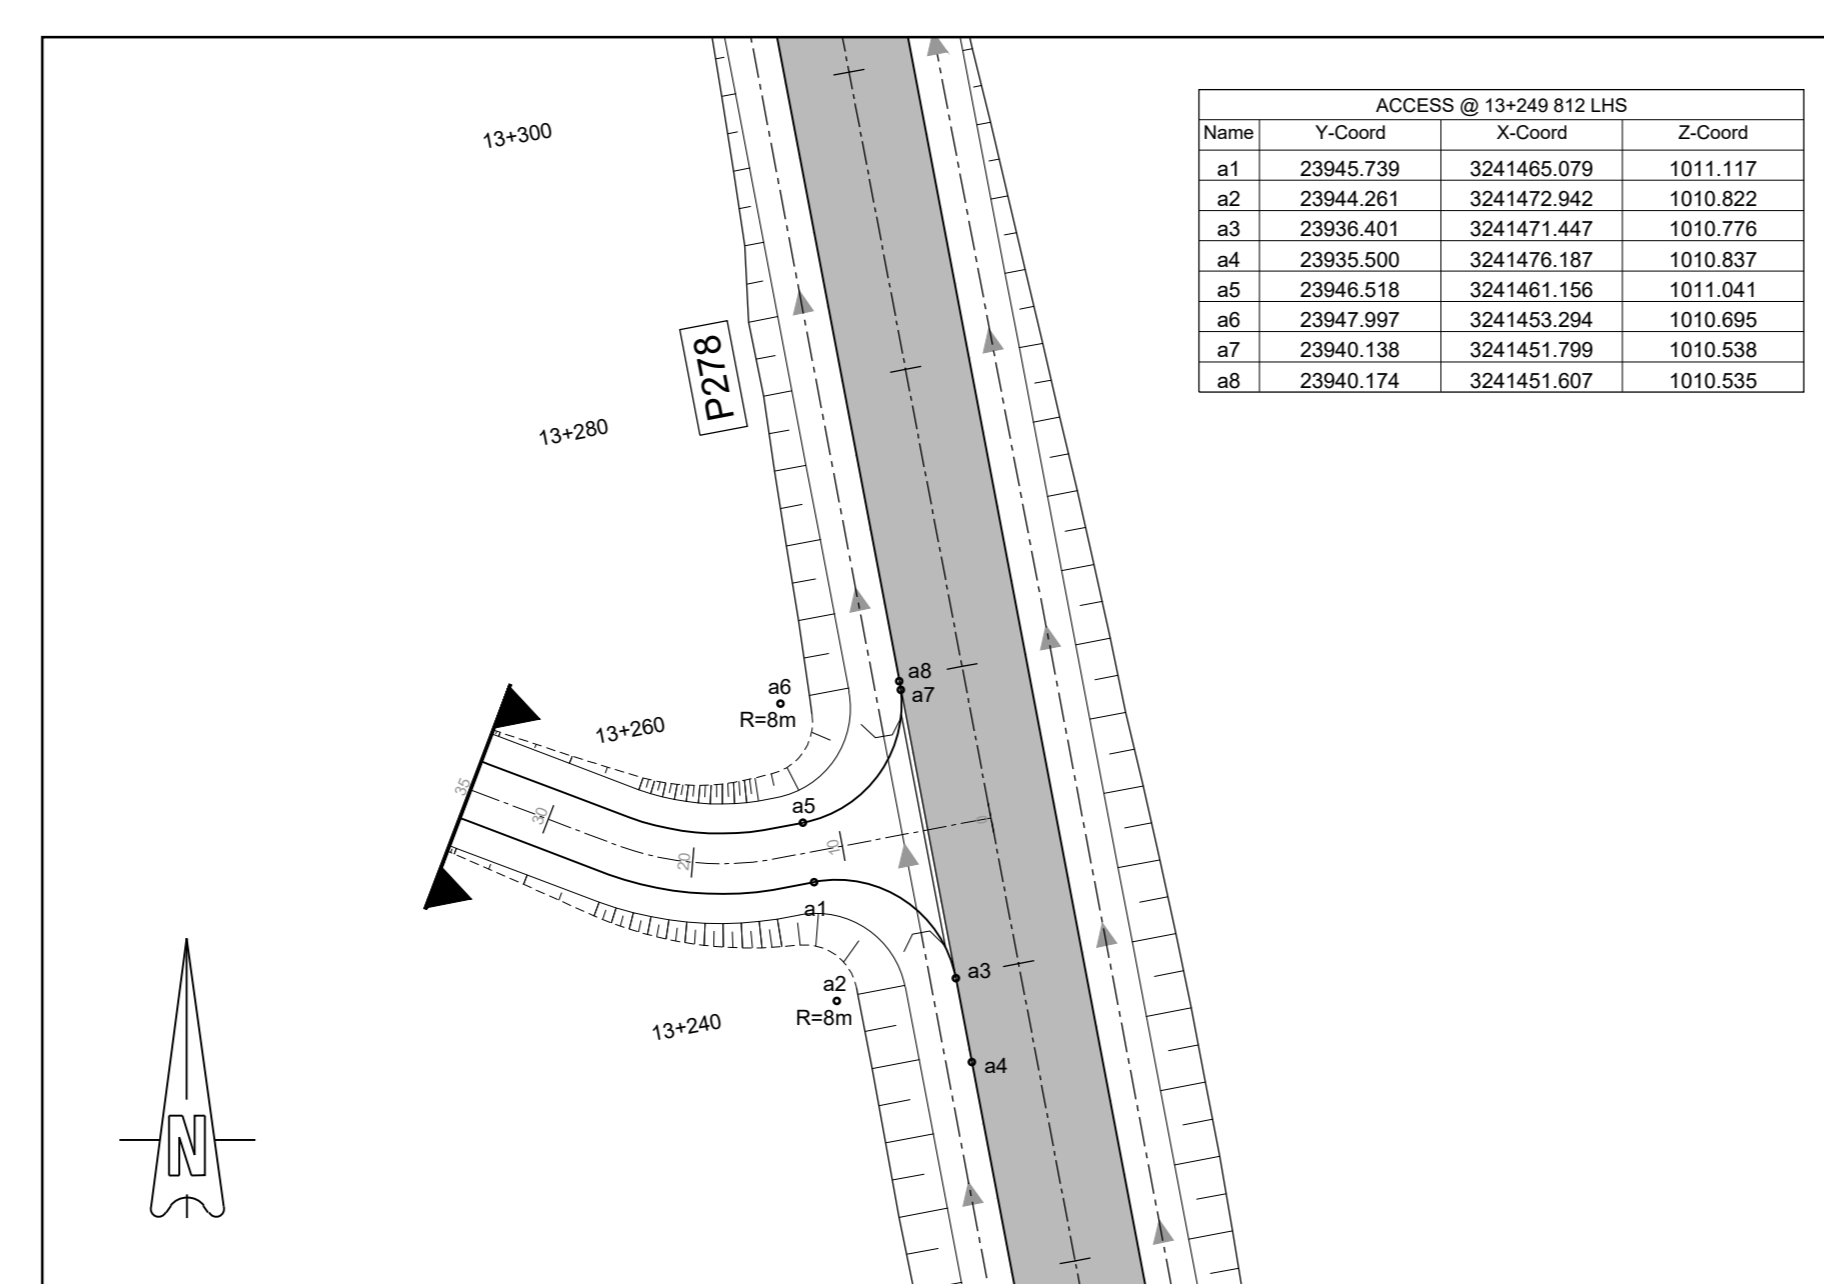 ACCESS @ 13+249 812 LHS
Name Y-Coord X-Coord Z-Coord
a1 23945.739 3241465.079 1011.117
a2 23944.261 3241472.942 1010.822
a3 23936.401 3241471.447 1010.776
a4 23935.500 3241476.187 1010.837
a5 23946.518 3241461.156 1011.041
a6 23947.997 3241453.294 1010.695
a7 23940.138 3241451.799 1010.538
a8 23940.174 3241451.607 1010.535
13+300
P278
13+280
a8
a7
a6
R=8m
13+260
35
30
20
10
0
a5
a1
a3
a2
R=8m
13+240
a4
N